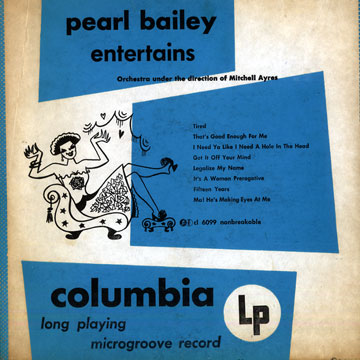 pearl bailey
entertains
Orchestra under the direction of Mitchell Ayres
Tired
That's Good Enough For Me
I Need Ya Like I Need A Hole In The Head
Get It Off Your Mind
Legalize My Name
It's A Woman Prerogative
Fifteen Years
Ma! He's Making Eyes At Me
cl 6099 nonbreakable
columbia
Lp
long playing
microgroove record